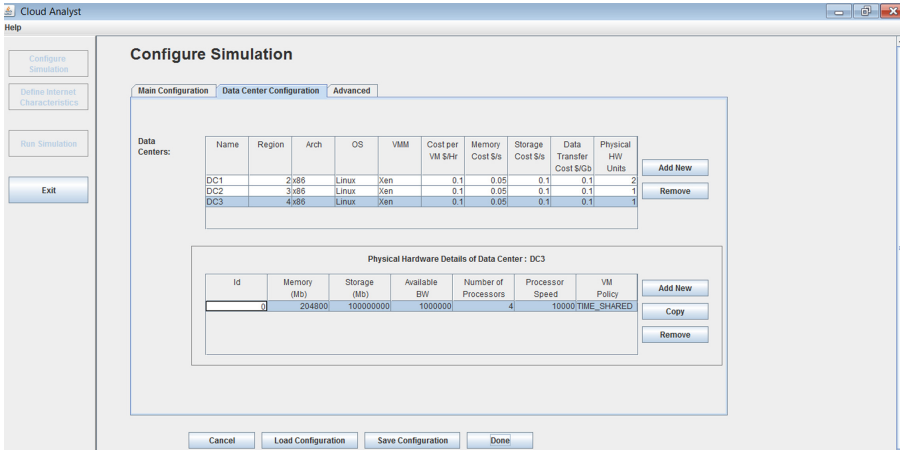 Cloud Analyst
Help
Configure Simulation
Configure
Simulation
Define Internet
Characteristics
Run Simulation
Exit
Main Configuration Data Center Configuration Advanced
Data
Centers:
Name Region Arch OS VMM Cost per VM $/Hr Memory Cost $/s Storage Cost $/s Data Transfer Cost $/Gb Physical HW Units
DC1 2 x86 Linux Xen 0.1 0.05 0.1 0.1 2
DC2 3 x86 Linux Xen 0.1 0.05 0.1 0.1 1
DC3 4 x86 Linux Xen 0.1 0.05 0.1 0.1 1
Add New
Remove
Physical Hardware Details of Data Center : DC3
Id Memory (Mb) Storage (Mb) Available BW Number of Processors Processor Speed VM Policy
0 204800 100000000 1000000 4 10000 TIME_SHARED
Add New
Copy
Remove
Cancel Load Configuration Save Configuration Done